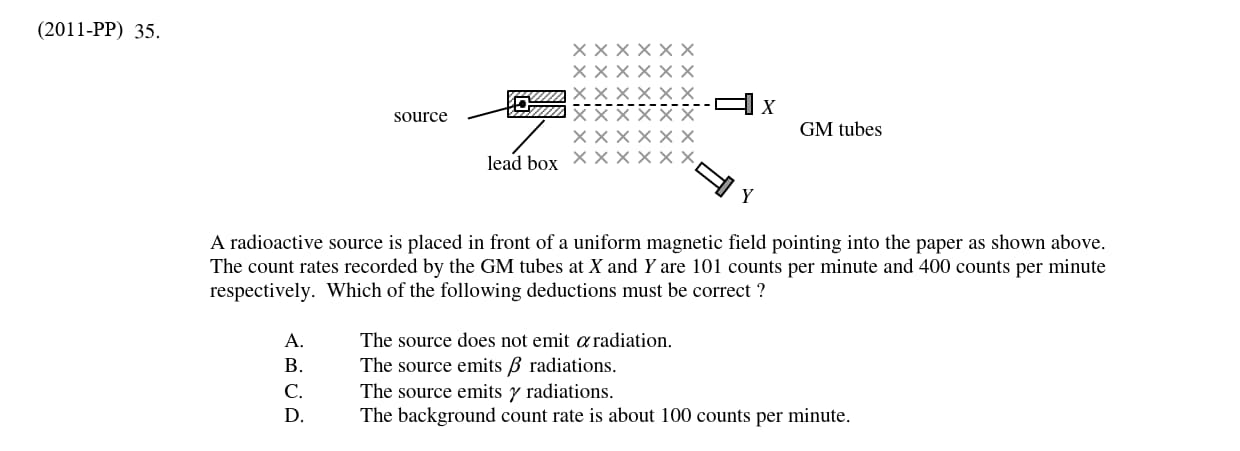 (2011-PP) 35.
source
lead box
X
GM tubes
Y
A radioactive source is placed in front of a uniform magnetic field pointing into the paper as shown above.
The count rates recorded by the GM tubes at X and Y are 101 counts per minute and 400 counts per minute
respectively. Which of the following deductions must be correct ?
A. The source does not emit α radiation.
B. The source emits β radiations.
C. The source emits γ radiations.
D. The background count rate is about 100 counts per minute.